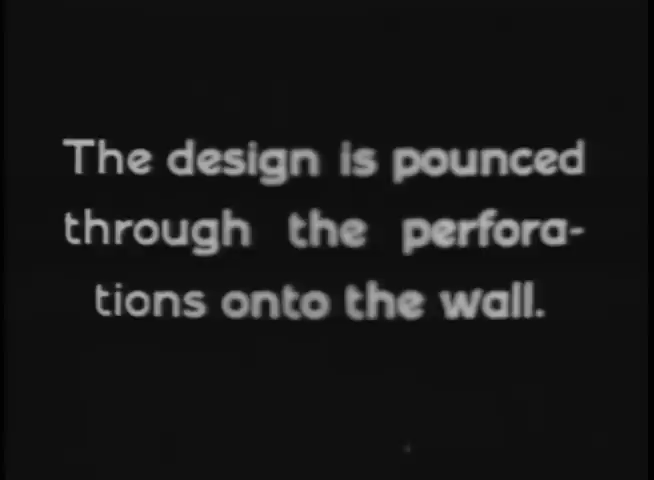 The design is pounced
through the perfora-
tions onto the wall.